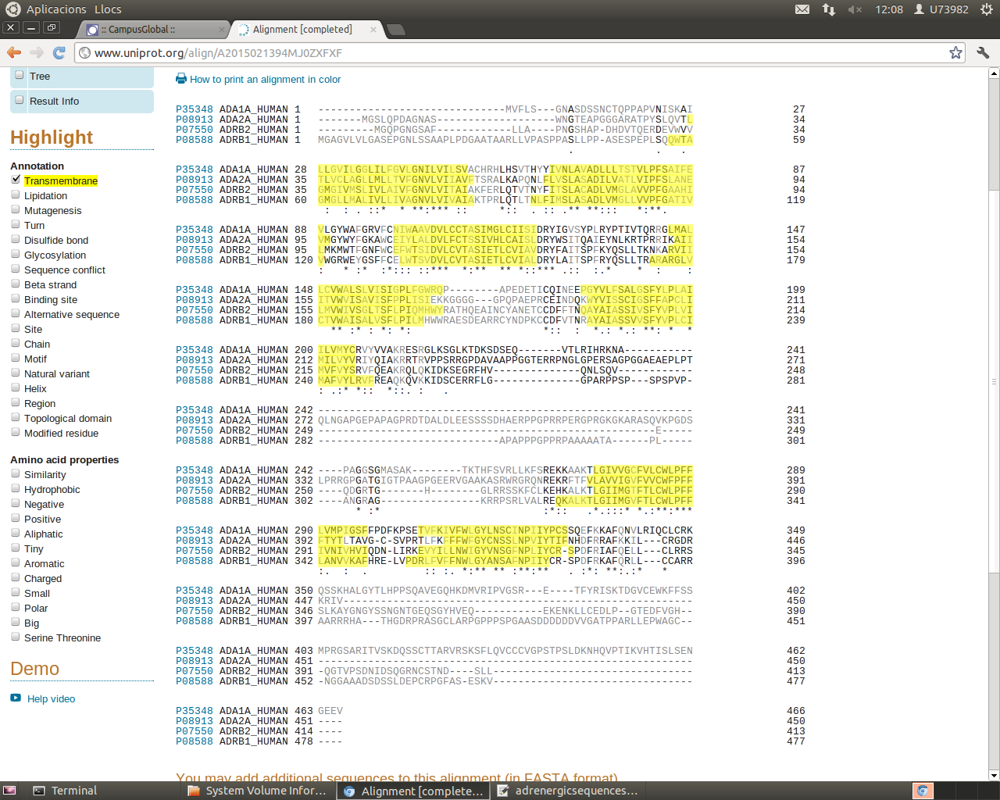 Aplicacions Llocs 12:08 U73982
:: CampusGlobal :: Alignment [completed]
www.uniprot.org/align/A2015021394MJ0ZXFXF
Tree
Result Info
Highlight
Annotation
Transmembrane
Lipidation
Mutagenesis
Turn
Disulfide bond
Glycosylation
Sequence conflict
Beta strand
Binding site
Alternative sequence
Site
Chain
Motif
Natural variant
Helix
Region
Topological domain
Modified residue
Amino acid properties
Similarity
Hydrophobic
Negative
Positive
Aliphatic
Tiny
Aromatic
Charged
Small
Polar
Big
Serine Threonine
Demo
Help video
How to print an alignment in color
P35348 ADA1A_HUMAN 1 ------------------------------MVFLS---GNASDSSNCTQPPAPVNISKAI 27
P08913 ADA2A_HUMAN 1 -------MGSLQPDAGNAS-------------------WNGTEAPGGGARATPYSLQVTL 34
P07550 ADRB2_HUMAN 1 ---------MGQPGNGSAF------------LLA----PNGSHAP-DHDVTQERDEVWVV 34
P08588 ADRB1_HUMAN 1 MGAGVLVLGASEPGNLSSAAPLPDGAATAARLLVPASPPASLLPP-ASESPEPLSQQWTA 59
P35348 ADA1A_HUMAN 28 LLGVILGGLILFGVLGNILVILSVACHRHLHSVTHYYIVNLAVADLLLTSTVLPFSAIFE 87
P08913 ADA2A_HUMAN 35 TLVCLAGLLMLLTVFGNVLVIIAVFTSRALKAPQNLFLVSLASADILVATLVIPFSLANE 94
P07550 ADRB2_HUMAN 35 GMGIVMSLIVLAIVFGNVLVITAIAKFERLQTVTNYFITSLACADLVMGLAVVPFGAAHI 94
P08588 ADRB1_HUMAN 60 GMGLLMALIVLLIVAGNVLVIVAIAKTPRLQTLTNLFIMSLASADLVMGLLVVPFGATIV 119
P35348 ADA1A_HUMAN 88 VLGYWAFGRVFCNIWAAVDVLCCTASIMGLCIISIDRYIGVSYPLRYPTIVTQRRGLMAL 147
P08913 ADA2A_HUMAN 95 VMGYWYFGKAWCEIYLALDVLFCTSSIVHLCAISLDRYWSITQAIEYNLKRTPRRIKAII 154
P07550 ADRB2_HUMAN 95 LMKMWTFGNFWCEFWTSIDVLCVTASIETLCVIAVDRYFAITSPFKYQSLLTKNKARVII 154
P08588 ADRB1_HUMAN 120 VWGRWEYGSFFCELWTSVDVLCVTASIETLCVIALDRYLAITSPFRYQSLLTRARARGLV 179
P35348 ADA1A_HUMAN 148 LCVWALSLVISIGPLFGWRQP--------APEDETICQINEEPGYVLFSALGSFYLPLAI 199
P08913 ADA2A_HUMAN 155 ITVWVISAVISFPPLISIEKKGGGG---GPQPAEPRCEINDQKWYVISSCIGSFFAPCLI 211
P07550 ADRB2_HUMAN 155 LMVWIVSGLTSFLPIQMHWYRATHQEAINCYANETCCDFFTNQAYAIASSIVSFYVPLVI 214
P08588 ADRB1_HUMAN 180 CTVWAISALVSFLPILMHWWRAESDEARRCYNDPKCCDFVTNRAYAIASSVVSFYVPLCI 239
P35348 ADA1A_HUMAN 200 ILVMYCRVYVVAKRESRGLKSGLKTDKSDSEQ-------VTLRIHRKNA----------- 241
P08913 ADA2A_HUMAN 212 MILVYVRIYQIAKRRTRVPPSRRGPDAVAAPPGGTERRPNGLGPERSAGPGGAEAEPLPT 271
P07550 ADRB2_HUMAN 215 MVFVYSRVFQEAKRQLQKIDKSEGRFHV--------------QNLSQV------------ 248
P08588 ADRB1_HUMAN 240 MAFVYLRVFREAQKQVKKIDSCERRFLG--------------GPARPPSP---SPSPVP- 281
P35348 ADA1A_HUMAN 242 ------------------------------------------------------------ 241
P08913 ADA2A_HUMAN 272 QLNGAPGEPAPAGPRDTDALDLEESSSSDHAERPPGPRRPERGPRGKGKARASQVKPGDS 331
P07550 ADRB2_HUMAN 249 ------------------------------------------------------E----- 249
P08588 ADRB1_HUMAN 282 -----------------------------APAPPPGPPRPAAAAATA------PL----- 301
P35348 ADA1A_HUMAN 242 ----PAGGSGMASAK--------TKTHFSVRLLKFSREKKAAKTLGIVVGCFVLCWLPFF 289
P08913 ADA2A_HUMAN 332 LPRRGPGATGIGTPAAGPGEERVGAAKASRWRGRQNREKRFTFVLAVVIGVFVVCWFPFF 391
P07550 ADRB2_HUMAN 250 ----QDGRTG-------H--------GLRRSSKFCLKEHKALKTLGIIMGTFTLCWLPFF 290
P08588 ADRB1_HUMAN 302 ----ANGRAG----------------KRRPSRLVALREQKALKTLGIIMGVFTLCWLPFF 341
P35348 ADA1A_HUMAN 290 LVMPIGSFFPDFKPSETVFKIVFWLGYLNSCINPIIYPCSSQEFKKAFQNVLRIQCLCRK 349
P08913 ADA2A_HUMAN 392 FTYTLTAVG-C-SVPRTLFKFFFWFGYCNSSLNPVIYTIFNHDFRRAFKKIL---CRGDR 446
P07550 ADRB2_HUMAN 291 IVNIVHVIQDN-LIRKEVYILLNWIGYVNSGFNPLIYCR-SPDFRIAFQELL---CLRRS 345
P08588 ADRB1_HUMAN 342 LANVVKAFHRE-LVPDRLFVFFNWLGYANSAFNPIIYCR-SPDFRKAFQRLL---CCARR 396
P35348 ADA1A_HUMAN 350 QSSKHALGYTLHPPSQAVEGQHKDMVRIPVGSR---E----TFYRISKTDGVCEWKFFSS 402
P08913 ADA2A_HUMAN 447 KRIV-------------------------------------------------------- 450
P07550 ADRB2_HUMAN 346 SLKAYGNGYSSNGNTGEQSGYHVEQ-------EKENKLLCEDLP--GTEDFVGH-- 390
P08588 ADRB1_HUMAN 397 AARRRHA---THGDRPRASGCLARPGPPPSPGAASDDDDDDVVGATPPARLLEPWAGC-- 451
P35348 ADA1A_HUMAN 403 MPRGSARITVSKDQSSCTTARVRSKSFLQVCCCVGPSTPSLDKNHQVPTIKVHTISLSEN 462
P08913 ADA2A_HUMAN 451 ------------------------------------------------------------ 450
P07550 ADRB2_HUMAN 391 -QGTVPSDNIDSQGRNCSTND----SLL-------------------------------- 413
P08588 ADRB1_HUMAN 452 -NGGAAADSDSSLDEPCRPGFAS-ESKV-------------------------------- 477
P35348 ADA1A_HUMAN 463 GEEV 466
P08913 ADA2A_HUMAN 451 ---- 450
P07550 ADRB2_HUMAN 414 ---- 413
P08588 ADRB1_HUMAN 478 ---- 477
You may add additional sequences to this alignment (in FASTA format)
Terminal System Volume Infor... Alignment [complete... adrenergicsequences...